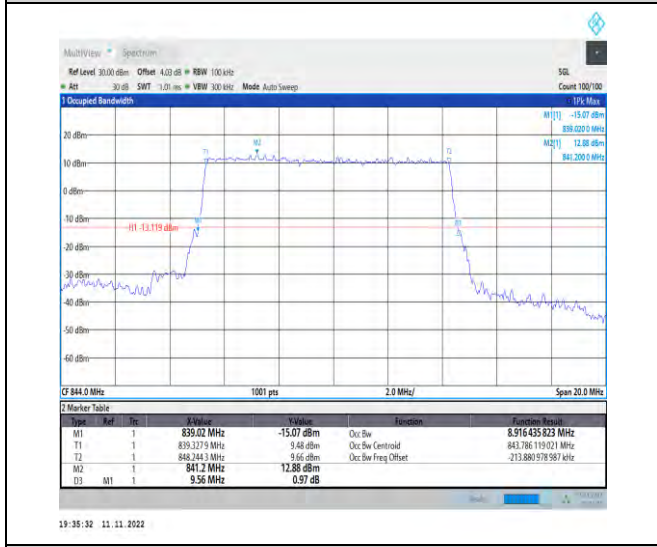 MultiView Spectrum
Ref Level 30.00 dBm Offset 4.03 dB RBW 100 kHz SGL
Att 30 dB SWT 1.01 ms VBW 300 kHz Mode Auto Sweep Count 100/100
1 Occupied Bandwidth 1Pk Max
M1[1] -15.07 dBm
839.020 0 MHz
M2[1] 12.88 dBm
841.200 0 MHz
20 dBm
M2
T1 T2
10 dBm
0 dBm
-10 dBm
H1 -13.119 dBm
-20 dBm
-30 dBm
-40 dBm
-50 dBm
-60 dBm
CF 844.0 MHz 1001 pts 2.0 MHz/ Span 20.0 MHz
2 Marker Table
Type Ref Trc X-Value Y-Value Function Function Result
M1 1 839.02 MHz -15.07 dBm Occ Bw 8.916 435 823 MHz
T1 1 839.327 9 MHz 9.48 dBm Occ Bw Centroid 843.786 119 021 MHz
T2 1 848.244 3 MHz 9.66 dBm Occ Bw Freq Offset -213.880 978 987 kHz
M2 1 841.2 MHz 12.88 dBm
D3 M1 1 9.56 MHz 0.97 dB
19:35:32 11.11.2022